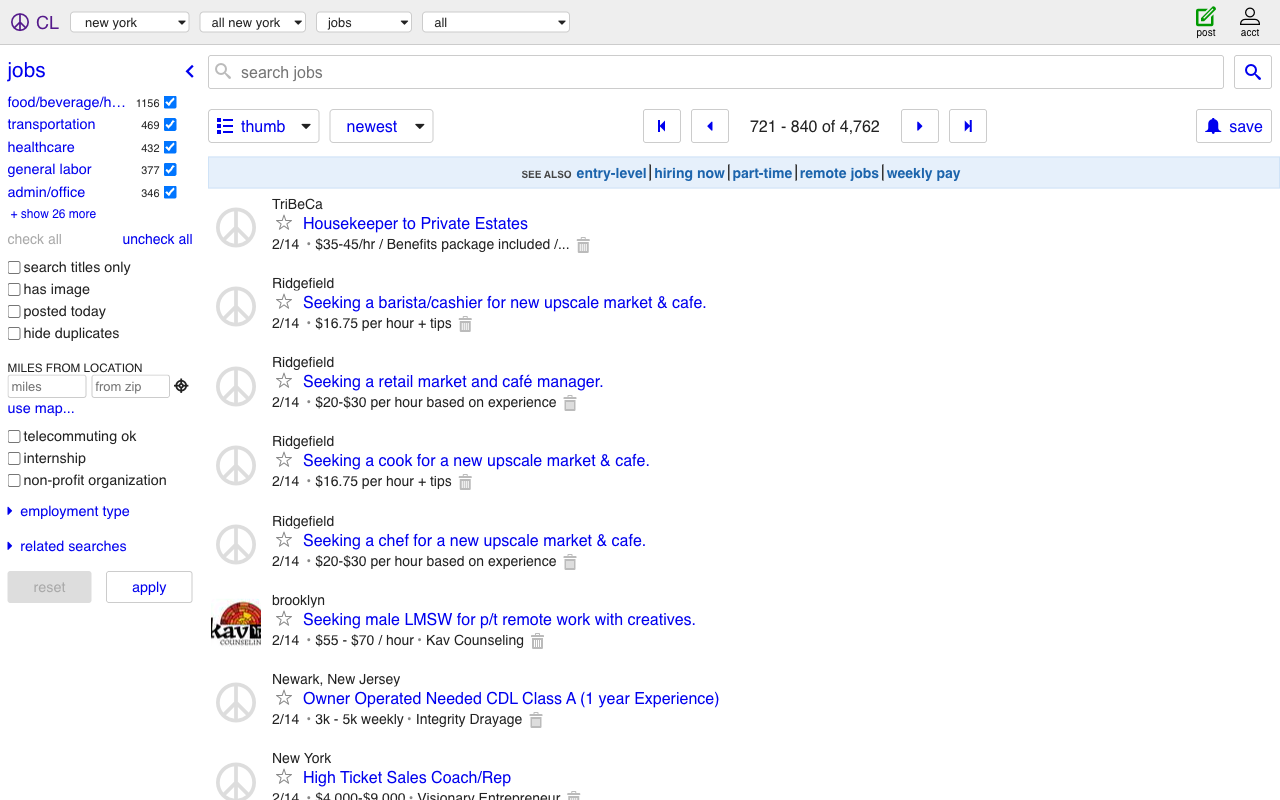 CL
new york
all new york
jobs
all
post
acct
jobs
search jobs
food/beverage/h... 1156
transportation 469
healthcare 432
general labor 377
admin/office 346
+ show 26 more
check all uncheck all
search titles only
has image
posted today
hide duplicates
MILES FROM LOCATION
miles from zip
use map...
telecommuting ok
internship
non-profit organization
employment type
related searches
reset apply
thumb newest 721 - 840 of 4,762 save
SEE ALSO entry-level | hiring now | part-time | remote jobs | weekly pay
TriBeCa
Housekeeper to Private Estates
2/14 • $35-45/hr / Benefits package included /...
Ridgefield
Seeking a barista/cashier for new upscale market & cafe.
2/14 • $16.75 per hour + tips
Ridgefield
Seeking a retail market and café manager.
2/14 • $20-$30 per hour based on experience
Ridgefield
Seeking a cook for a new upscale market & cafe.
2/14 • $16.75 per hour + tips
Ridgefield
Seeking a chef for a new upscale market & cafe.
2/14 • $20-$30 per hour based on experience
brooklyn
Seeking male LMSW for p/t remote work with creatives.
2/14 • $55 - $70 / hour • Kav Counseling
Newark, New Jersey
Owner Operated Needed CDL Class A (1 year Experience)
2/14 • 3k - 5k weekly • Integrity Drayage
New York
High Ticket Sales Coach/Rep
2/14 • $4,000-$9,000 • Visionary Entrepreneur